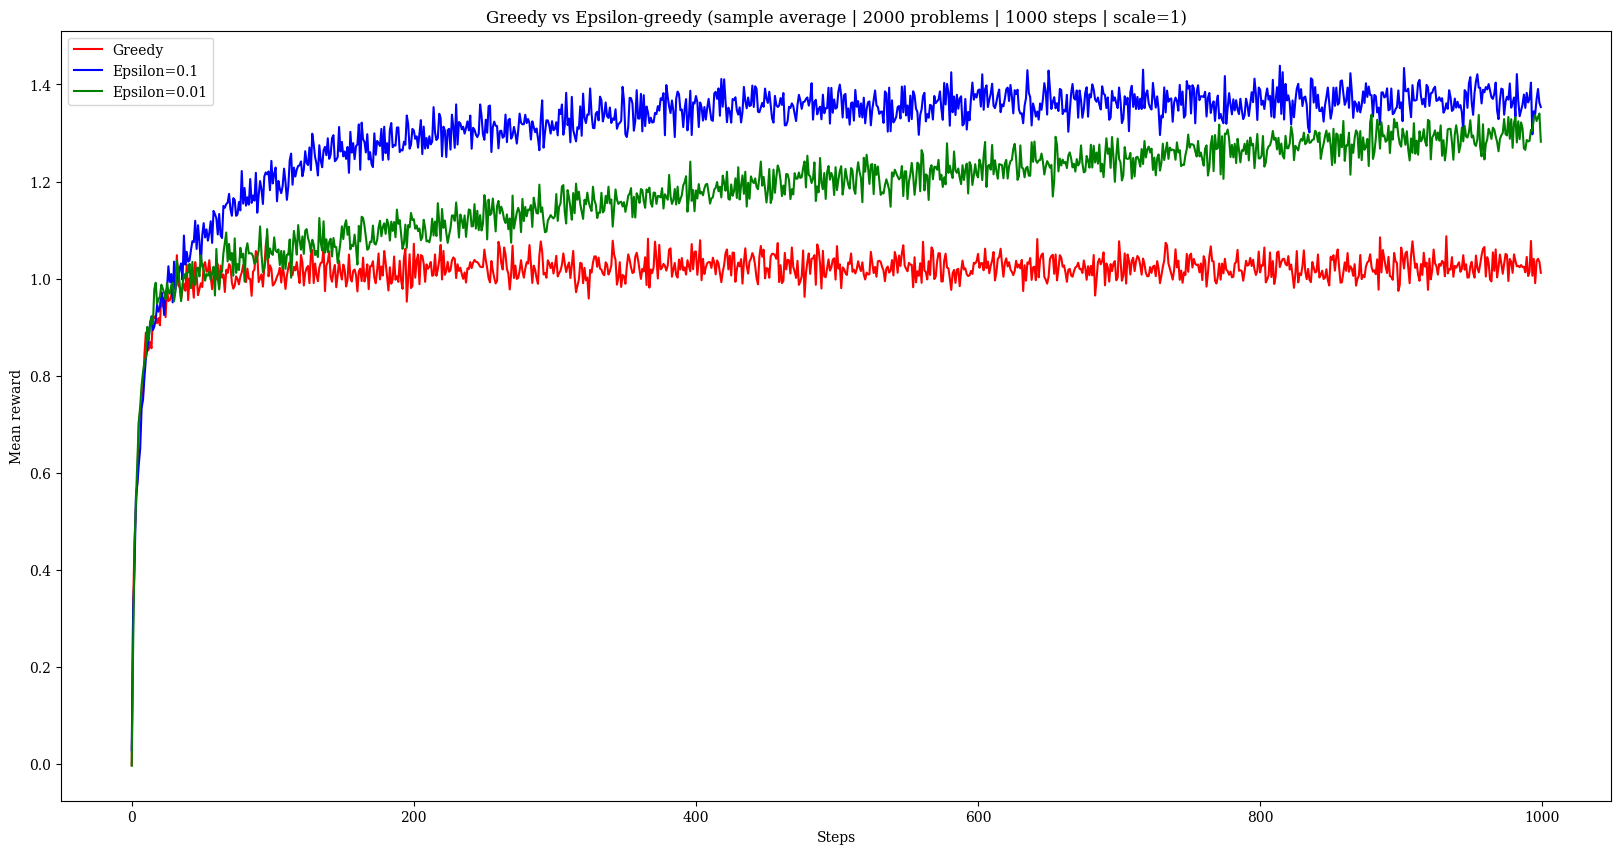 Greedy vs Epsilon-greedy (sample average | 2000 problems | 1000 steps | scale=1)
Greedy
Epsilon=0.1
Epsilon=0.01
Mean reward
1.4
1.2
1.0
0.8
0.6
0.4
0.2
0.0
0 200 400 600 800 1000
Steps